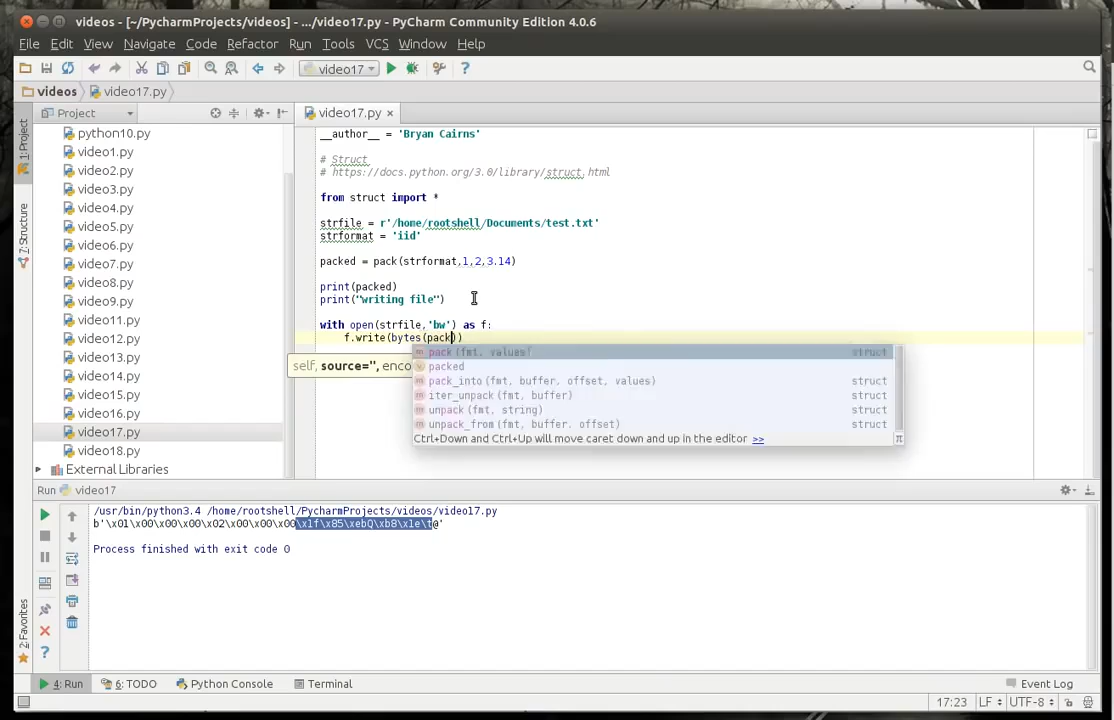 videos - [~/PycharmProjects/videos] - .../video17.py - PyCharm Community Edition 4.0.6
File Edit View Navigate Code Refactor Run Tools VCS Window Help
video17
videos video17.py
Project
video17.py
1: Project
7: Structure
2: Favorites
python10.py
video1.py
video2.py
video3.py
video4.py
video5.py
video6.py
video7.py
video8.py
video9.py
video11.py
video12.py
video13.py
video14.py
video15.py
video16.py
video17.py
video18.py
External Libraries
__author__ = 'Bryan Cairns'
# Struct
# https://docs.python.org/3.0/library/struct.html
from struct import *
strfile = r'/home/rootshell/Documents/test.txt'
strformat = 'iid'
packed = pack(strformat,1,2,3.14)
print(packed)
print("writing file")
with open(strfile,'bw') as f:
f.write(bytes(pack))
self, source='', enco
pack(fmt, values) struct
packed
pack_into(fmt, buffer, offset, values) struct
iter_unpack(fmt, buffer) struct
unpack(fmt, string) struct
unpack_from(fmt, buffer, offset) struct
Ctrl+Down and Ctrl+Up will move caret down and up in the editor >>
Run video17
/usr/bin/python3.4 /home/rootshell/PycharmProjects/videos/video17.py
b'\x01\x00\x00\x00\x02\x00\x00\x00\x1f\x85\xebQ\xb8\x1e\t@'
Process finished with exit code 0
4: Run 6: TODO Python Console Terminal Event Log
17:23 LF UTF-8